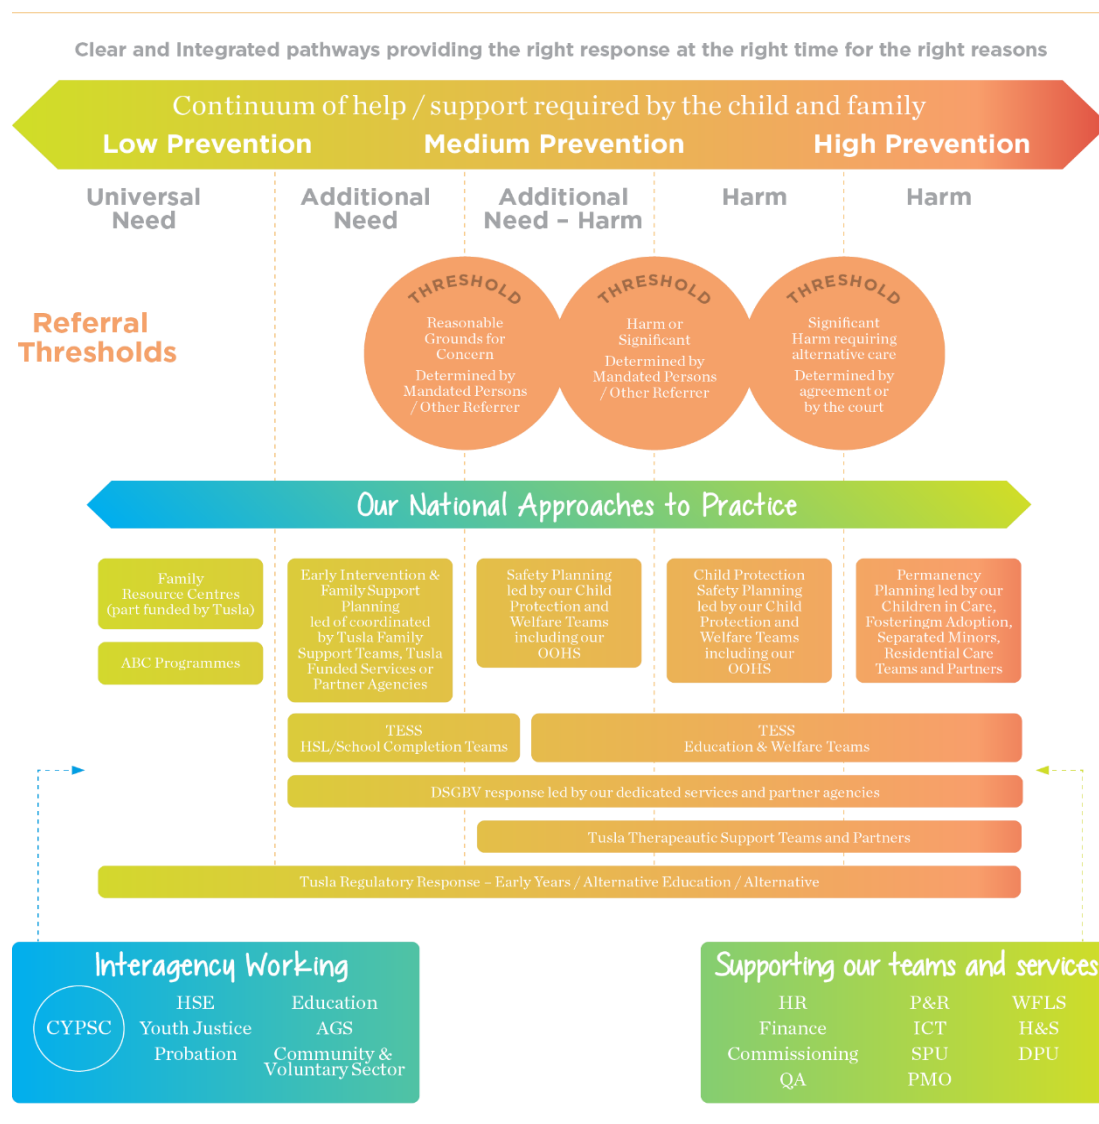 Clear and Integrated pathways providing the right response at the right time for the right reasons
Continuum of help / support required by the child and family
Low Prevention
Medium Prevention
High Prevention
Universal
Need
Additional
Need
Additional
Need – Harm
Harm
Harm
Referral
Thresholds
THRESHOLD
Reasonable
Grounds for
Concern
Determined by
Mandated Persons
/ Other Referrer
THRESHOLD
Harm or
Significant
Determined by
Mandated Persons
/ Other Referrer
THRESHOLD
Significant
Harm requiring
alternative care
Determined by
agreement or
by the court
Our National Approaches to Practice
Family
Resource Centres
(part funded by Tusla)
ABC Programmes
Early Intervention &
Family Support
Planning
led of coordinated
by Tusla Family
Support Teams, Tusla
Funded Services or
Partner Agencies
Safety Planning
led by our Child
Protection and
Welfare Teams
including our
OOHS
Child Protection
Safety Planning
led by our Child
Protection and
Welfare Teams
including our
OOHS
Permanency
Planning led by our
Children in Care,
Fosteringm Adoption,
Separated Minors,
Residential Care
Teams and Partners
TESS
HSL/School Completion Teams
TESS
Education & Welfare Teams
DSGBV response led by our dedicated services and partner agencies
Tusla Therapeautic Support Teams and Partners
Tusla Regulatory Response – Early Years / Alternative Education / Alternative
Interagency Working
CYPSC
HSE
Youth Justice
Probation
Education
AGS
Community &
Voluntary Sector
Supporting our teams and services
HR
Finance
Commissioning
QA
P&R
ICT
SPU
PMO
WFLS
H&S
DPU